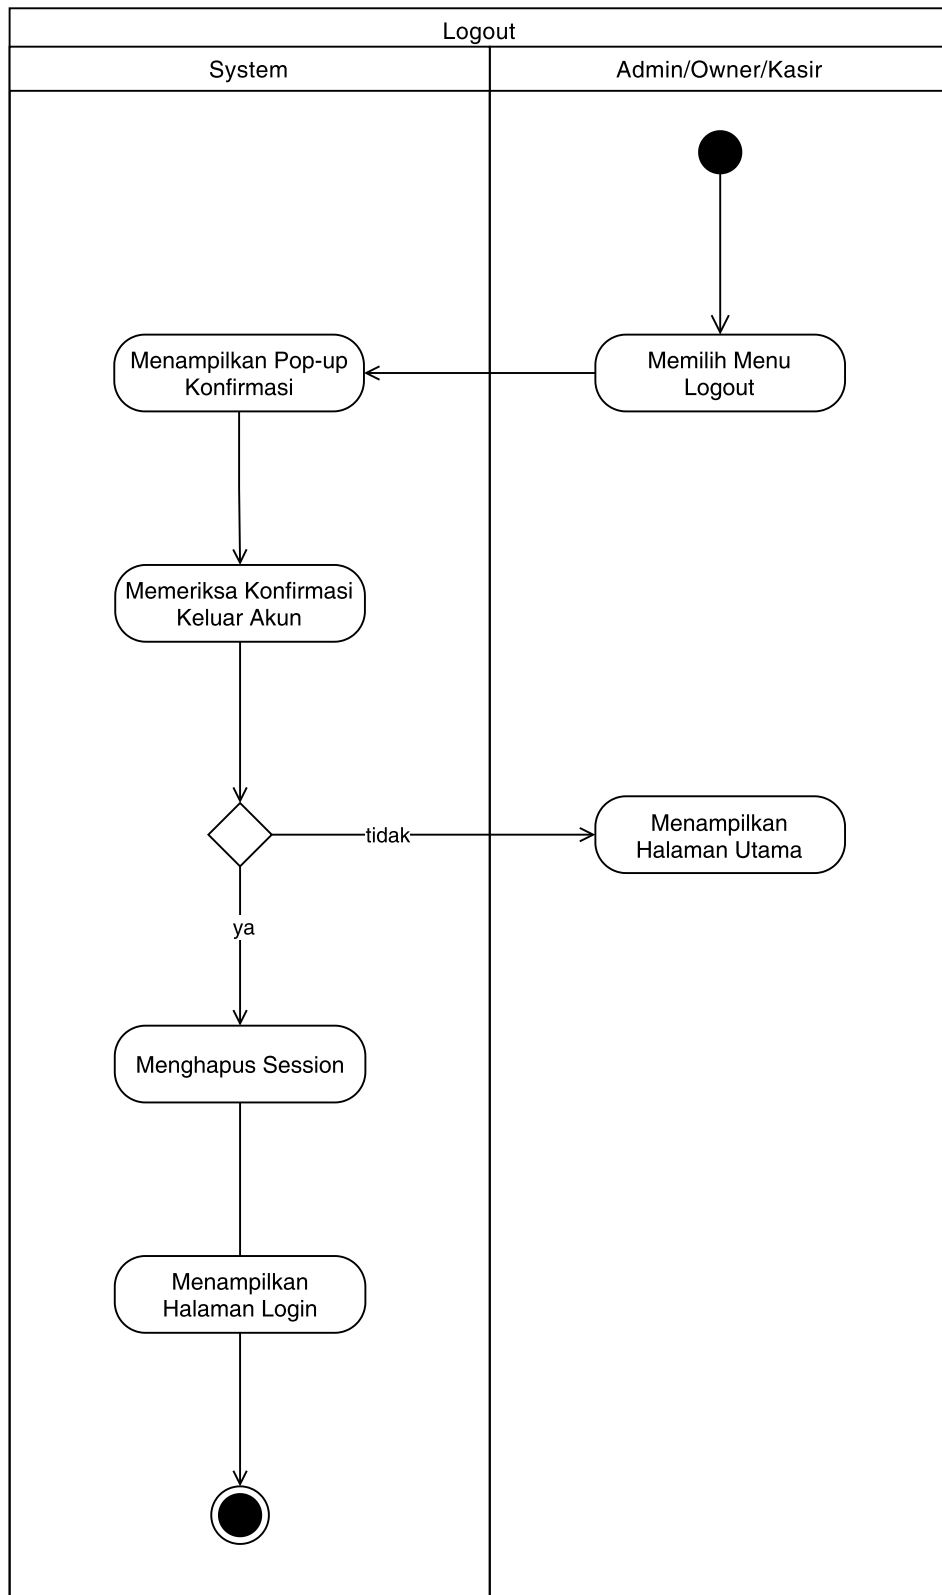 Logout
System
Admin/Owner/Kasir
Menampilkan Pop-up
Konfirmasi
Memilih Menu
Logout
Memeriksa Konfirmasi
Keluar Akun
tidak
Menampilkan
Halaman Utama
ya
Menghapus Session
Menampilkan
Halaman Login